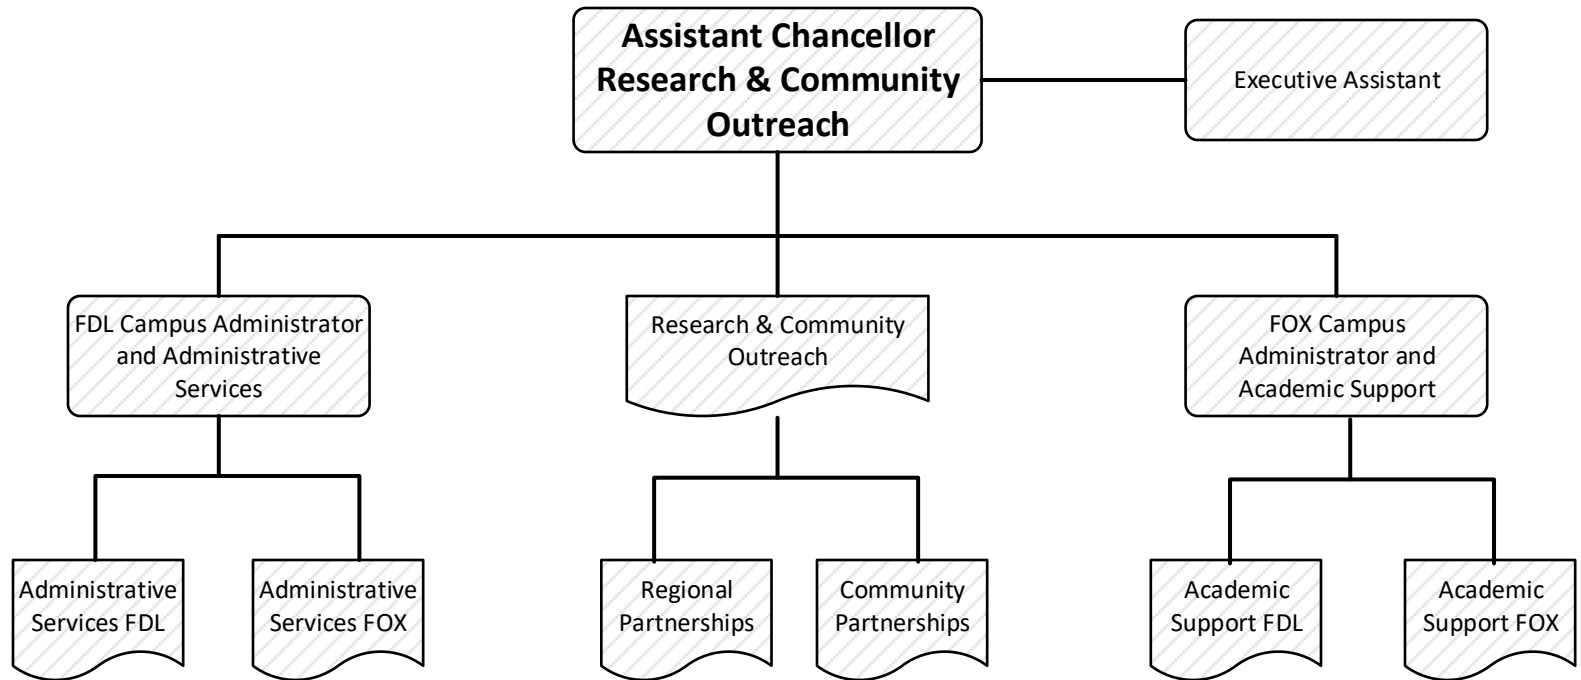 Assistant Chancellor
Research & Community
Outreach
Executive Assistant
FDL Campus Administrator
and Administrative
Services
Research & Community
Outreach
FOX Campus
Administrator and
Academic Support
Administrative
Services FDL
Administrative
Services FOX
Regional
Partnerships
Community
Partnerships
Academic
Support FDL
Academic
Support FOX